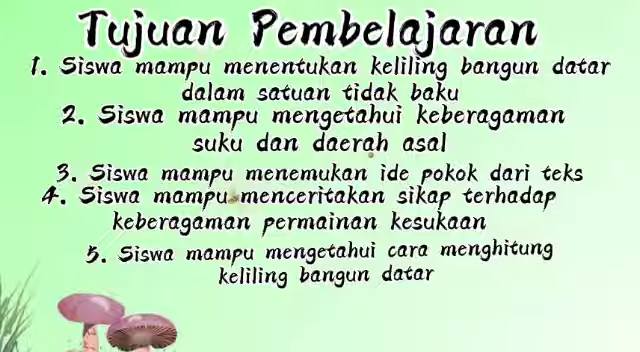 Tujuan Pembelajaran
1. Siswa mampu menentukan keliling bangun datar
dalam satuan tidak baku
2. Siswa mampu mengetahui keberagaman
suku dan daerah asal
3. Siswa mampu menemukan ide pokok dari teks
4. Siswa mampu menceritakan sikap terhadap
keberagaman permainan kesukaan
5. Siswa mampu mengetahui cara menghitung
keliling bangun datar